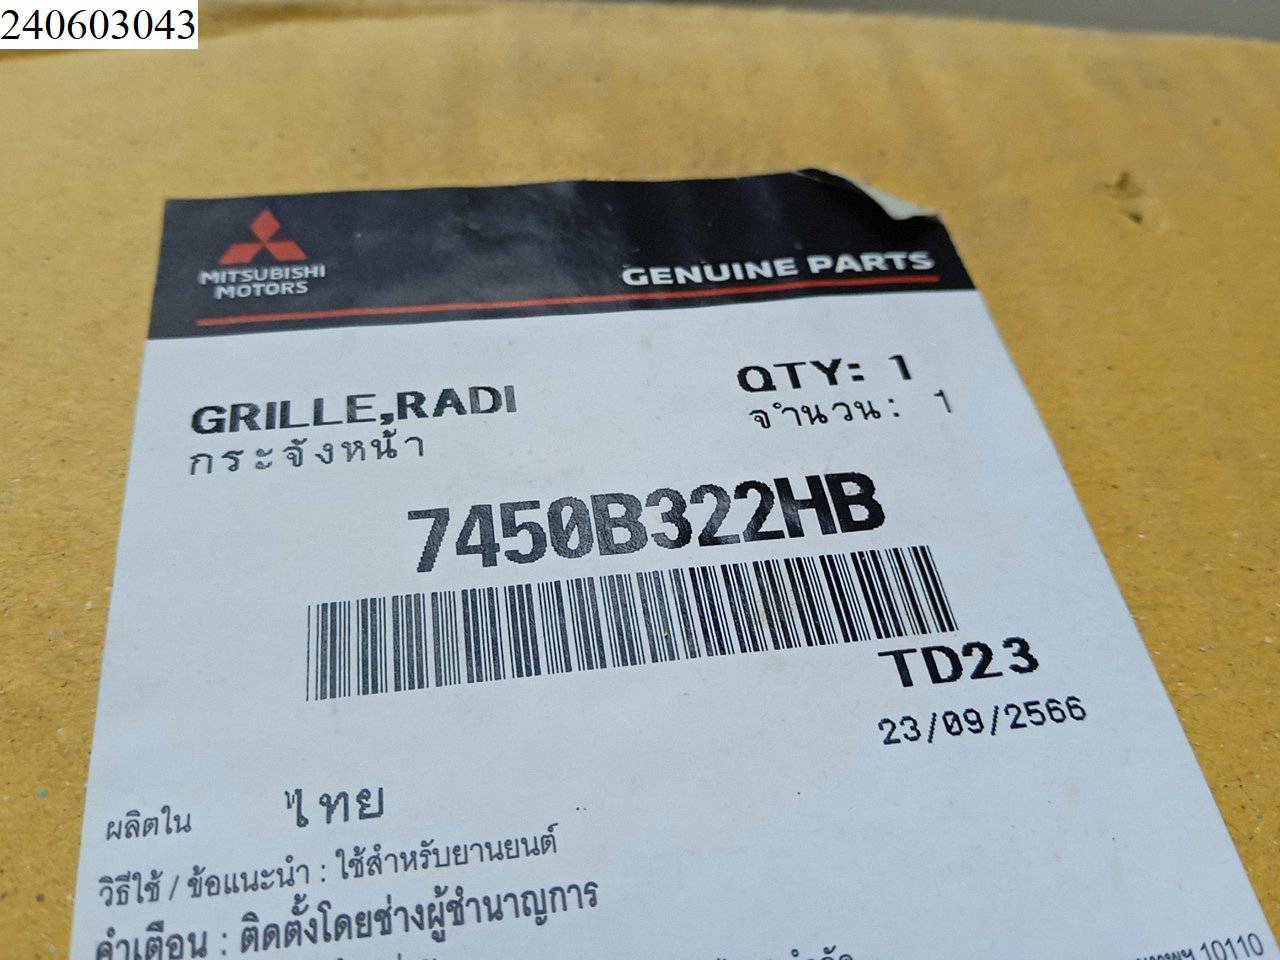 240603043
MITSUBISHI
MOTORS
GENUINE PARTS
GRILLE,RADI
กระจังหน้า
QTY: 1
จำนวน: 1
7450B322HB
TD23
23/09/2566
ผลิตใน ไทย
วิธีใช้ / ข้อแนะนำ : ใช้สำหรับยานยนต์
คำเตือน : ติดตั้งโดยช่างผู้ชำนาญการ
10110